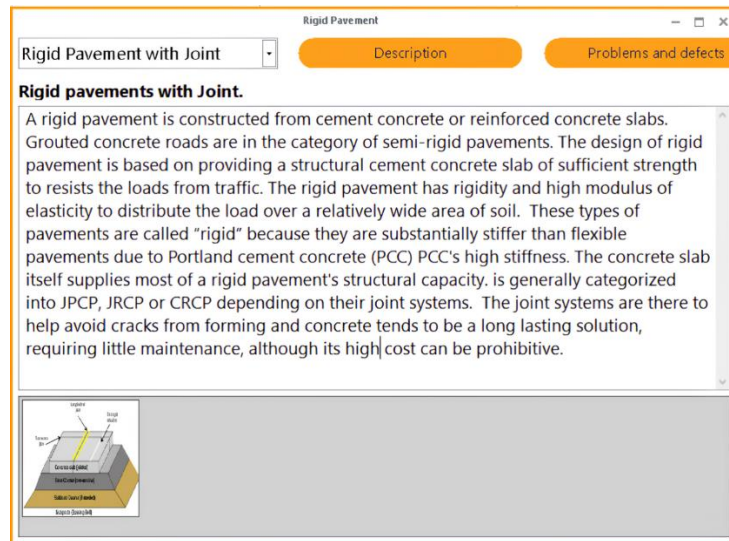 Rigid Pavement
Rigid Pavement with Joint
Description
Problems and defects
Rigid pavements with Joint.
A rigid pavement is constructed from cement concrete or reinforced concrete slabs.
Grouted concrete roads are in the category of semi-rigid pavements. The design of rigid
pavement is based on providing a structural cement concrete slab of sufficient strength
to resists the loads from traffic. The rigid pavement has rigidity and high modulus of
elasticity to distribute the load over a relatively wide area of soil.  These types of
pavements are called "rigid" because they are substantially stiffer than flexible
pavements due to Portland cement concrete (PCC) PCC's high stiffness. The concrete slab
itself supplies most of a rigid pavement's structural capacity. is generally categorized
into JPCP, JRCP or CRCP depending on their joint systems.  The joint systems are there to
help avoid cracks from forming and concrete tends to be a long lasting solution,
requiring little maintenance, although its high cost can be prohibitive.